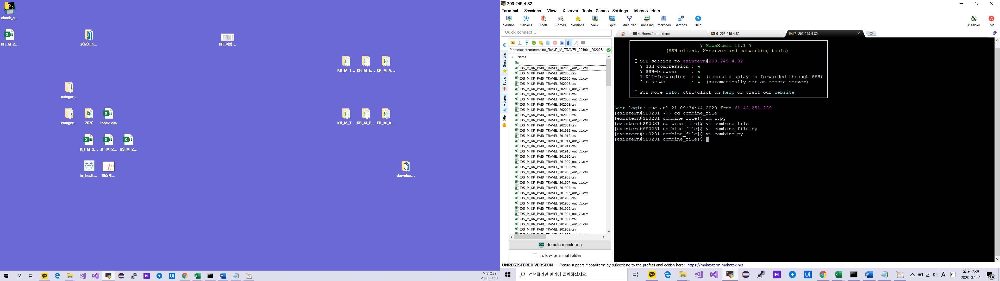 check_c...
KR_M_2...
2020_in...
KR_마켓...
KR_M_T...
KR_M_E...
KR_M_A...
categor...
KR_M_T...
KR_M_E...
KR_M_A...
categor...
2020
Index.xlsx
KR_M_2...
JP_M_2...
US_M_2...
kr_healt...
헬스케...
downloa...
오후 2:39
2020-07-21
203.245.4.82
Terminal Sessions View X server Tools Games Settings Macros Help
Session Servers Tools Games Sessions View Split MultiExec Tunneling Packages Settings Help X server Exit
Quick connect...
4. /home/mobaxterm
6. 203.245.4.82
7. 203.245.4.82
Sessions
Tools
Macros
Sftp
/home/exintern/combine_file/KR_M_TRAVEL_201901_202006/
Name
..
IOS_M_KR_PAID_TRAVEL_202006_out_v1.csv
IOS_M_KR_PAID_TRAVEL_202006.csv
IOS_M_KR_PAID_TRAVEL_202005_out_v1.csv
IOS_M_KR_PAID_TRAVEL_202005.csv
IOS_M_KR_PAID_TRAVEL_202004_out_v1.csv
IOS_M_KR_PAID_TRAVEL_202004.csv
IOS_M_KR_PAID_TRAVEL_202003_out_v1.csv
IOS_M_KR_PAID_TRAVEL_202003.csv
IOS_M_KR_PAID_TRAVEL_202002_out_v1.csv
IOS_M_KR_PAID_TRAVEL_202002.csv
IOS_M_KR_PAID_TRAVEL_202001_out_v1.csv
IOS_M_KR_PAID_TRAVEL_202001.csv
IOS_M_KR_PAID_TRAVEL_201912_out_v1.csv
IOS_M_KR_PAID_TRAVEL_201912.csv
IOS_M_KR_PAID_TRAVEL_201911_out_v1.csv
IOS_M_KR_PAID_TRAVEL_201911.csv
IOS_M_KR_PAID_TRAVEL_201910_out_v1.csv
IOS_M_KR_PAID_TRAVEL_201910.csv
IOS_M_KR_PAID_TRAVEL_201909_out_v1.csv
IOS_M_KR_PAID_TRAVEL_201909.csv
IOS_M_KR_PAID_TRAVEL_201908_out_v1.csv
IOS_M_KR_PAID_TRAVEL_201908.csv
IOS_M_KR_PAID_TRAVEL_201907_out_v1.csv
IOS_M_KR_PAID_TRAVEL_201907.csv
IOS_M_KR_PAID_TRAVEL_201906_out_v1.csv
IOS_M_KR_PAID_TRAVEL_201906.csv
IOS_M_KR_PAID_TRAVEL_201905_out_v1.csv
IOS_M_KR_PAID_TRAVEL_201905.csv
IOS_M_KR_PAID_TRAVEL_201904_out_v1.csv
IOS_M_KR_PAID_TRAVEL_201904.csv
IOS_M_KR_PAID_TRAVEL_201903_out_v1.csv
IOS_M_KR_PAID_TRAVEL_201903.csv
Remote monitoring
Follow terminal folder
? MobaXterm 11.1 ?
(SSH client, X-server and networking tools)
[ SSH session to exintern@203.245.4.82
? SSH compression :
? SSH-browser :
? X11-forwarding : (remote display is forwarded through SSH)
? DISPLAY : (automatically set on remote server)
[ For more info, ctrl+click on help or visit our website
Last login: Tue Jul 21 09:34:44 2020 from 61.42.251.239
[exintern@SE0231 ~]$ cd combine_file
[exintern@SE0231 combine_file]$ rm 1.py
[exintern@SE0231 combine_file]$ vi combine_file
[exintern@SE0231 combine_file]$ vi combine_file.py
[exintern@SE0231 combine_file]$ vi combine.py
[exintern@SE0231 combine_file]$
UNREGISTERED VERSION - Please support MobaXterm by subscribing to the professional edition here: https://mobaxterm.mobatek.net
검색하려면 여기에 입력하십시오.
A 한
오후 2:39
2020-07-21
14